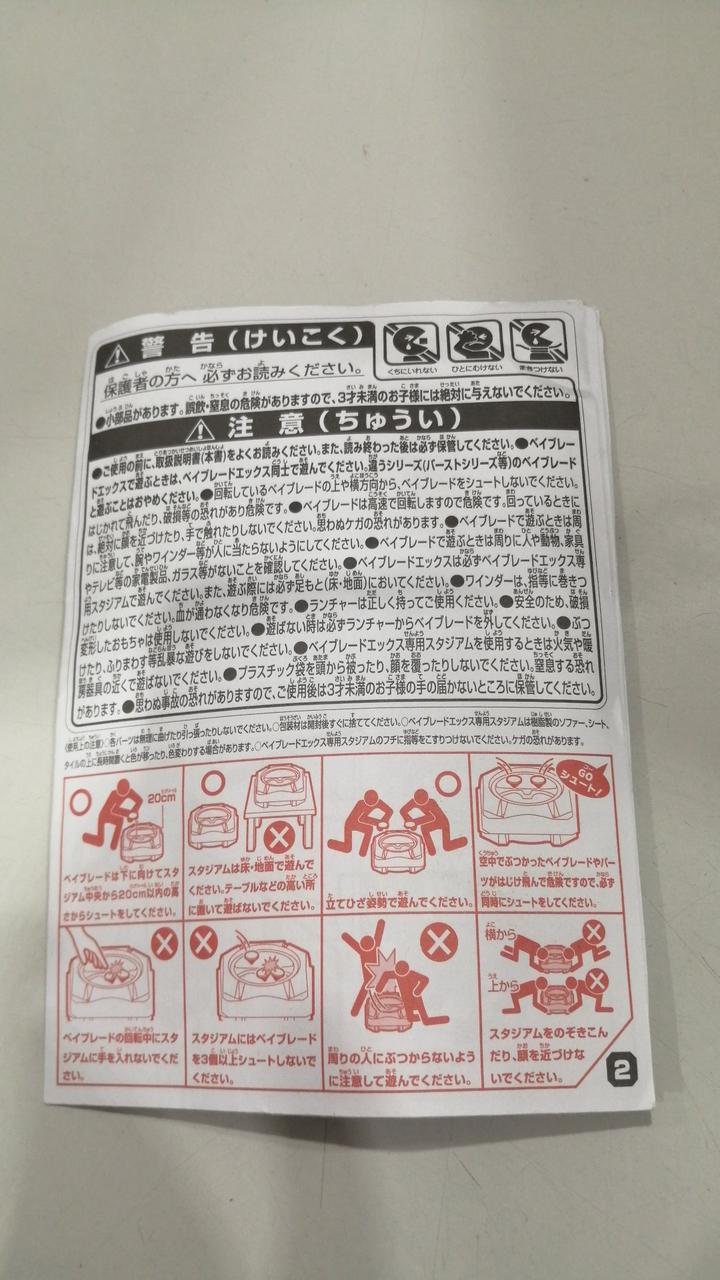 警告(けいこく)
保護者の方へ 必ずお読みください。
くちにいれない ひとにむけない まきつけない
●小部品があります。誤飲・窒息の危険がありますので、3才未満のお子様には絶対に与えないでください。
注意(ちゅうい)
●ご使用の前に、取扱説明書(本書)をよくお読みください。また、読み終わった後は必ず保管してください。●ベイブレー
ドエックスで遊ぶときは、ベイブレードエックス同士で遊んでください。違うシリーズ(バーストシリーズ等)のベイブレード
と遊ぶことはおやめください。●回転しているベイブレードの上や横方向から、ベイブレードをシュートしないでください。
はじかれて飛んだり、破損等の恐れがあり危険です。●ベイブレードは高速で回転しますので危険です。回っているときに
は、絶対に顔を近づけたり、手で触れたりしないでください。思わぬケガの恐れがあります。●ベイブレードで遊ぶときは周
りに注意して、腕やワインダー等が人に当たらないようにしてください。●ベイブレードで遊ぶときは周りに人や動物、家具
やテレビ等の家電製品、ガラス等がないことを確認してください。●ベイブレードエックスは必ずベイブレードエックス専
用スタジアムで遊んでください。また、遊ぶ際には必ず足もと(床・地面)においてください。●ワインダーは、指等に巻きつ
けたりしないでください。血が通わなくなり危険です。●ランチャーは正しく持ってご使用ください。●安全のため、破損
変形したおもちゃは使用しないでください。●遊ばない時は必ずランチャーからベイブレードを外してください。●ぶつ
けたり、ふりまわす等乱暴な遊びをしないでください。●ベイブレードエックス専用スタジアムを使用するときは火気や暖
房器具の近くで遊ばないでください。●プラスチック袋を頭から被ったり、顔を覆ったりしないでください。窒息する恐れ
があります。●思わぬ事故の恐れがありますので、ご使用後は3才未満のお子様の手の届かないところに保管してください。
〈使用上の注意〉○各パーツは無理に曲げたり引っ張ったりしないでください。○包装材は開封後すぐに捨ててください。○ベイブレードエックス専用スタジアムは樹脂製のソファー、シート、
タイルの上に長時間置くと色が移ったり、色変わりする場合があります。○ベイブレードエックス専用スタジアムのフチに指等をこすりつけないでください。ケガの恐れがあります。
20cm
ベイブレードは下に向けてスタ
ジアム中央から20cm以内の高
さからシュートをしてください。
スタジアムは床・地面で遊んで
ください。テーブルなどの高い所
に置いて遊ばないでください。
立てひざ姿勢で遊んでください。
GO
シュート!
空中でぶつかったベイブレードやパー
ツがはじけ飛んで危険ですので、必ず
同時にシュートをしてください。
ベイブレードの回転中にスタ
ジアムに手を入れないでくだ
さい。
スタジアムにはベイブレード
を3個以上シュートしないで
ください。
周りの人にぶつからないよう
に注意して遊んでください。
横から
上から
スタジアムをのぞきこん
だり、顔を近づけな
いでください。
2